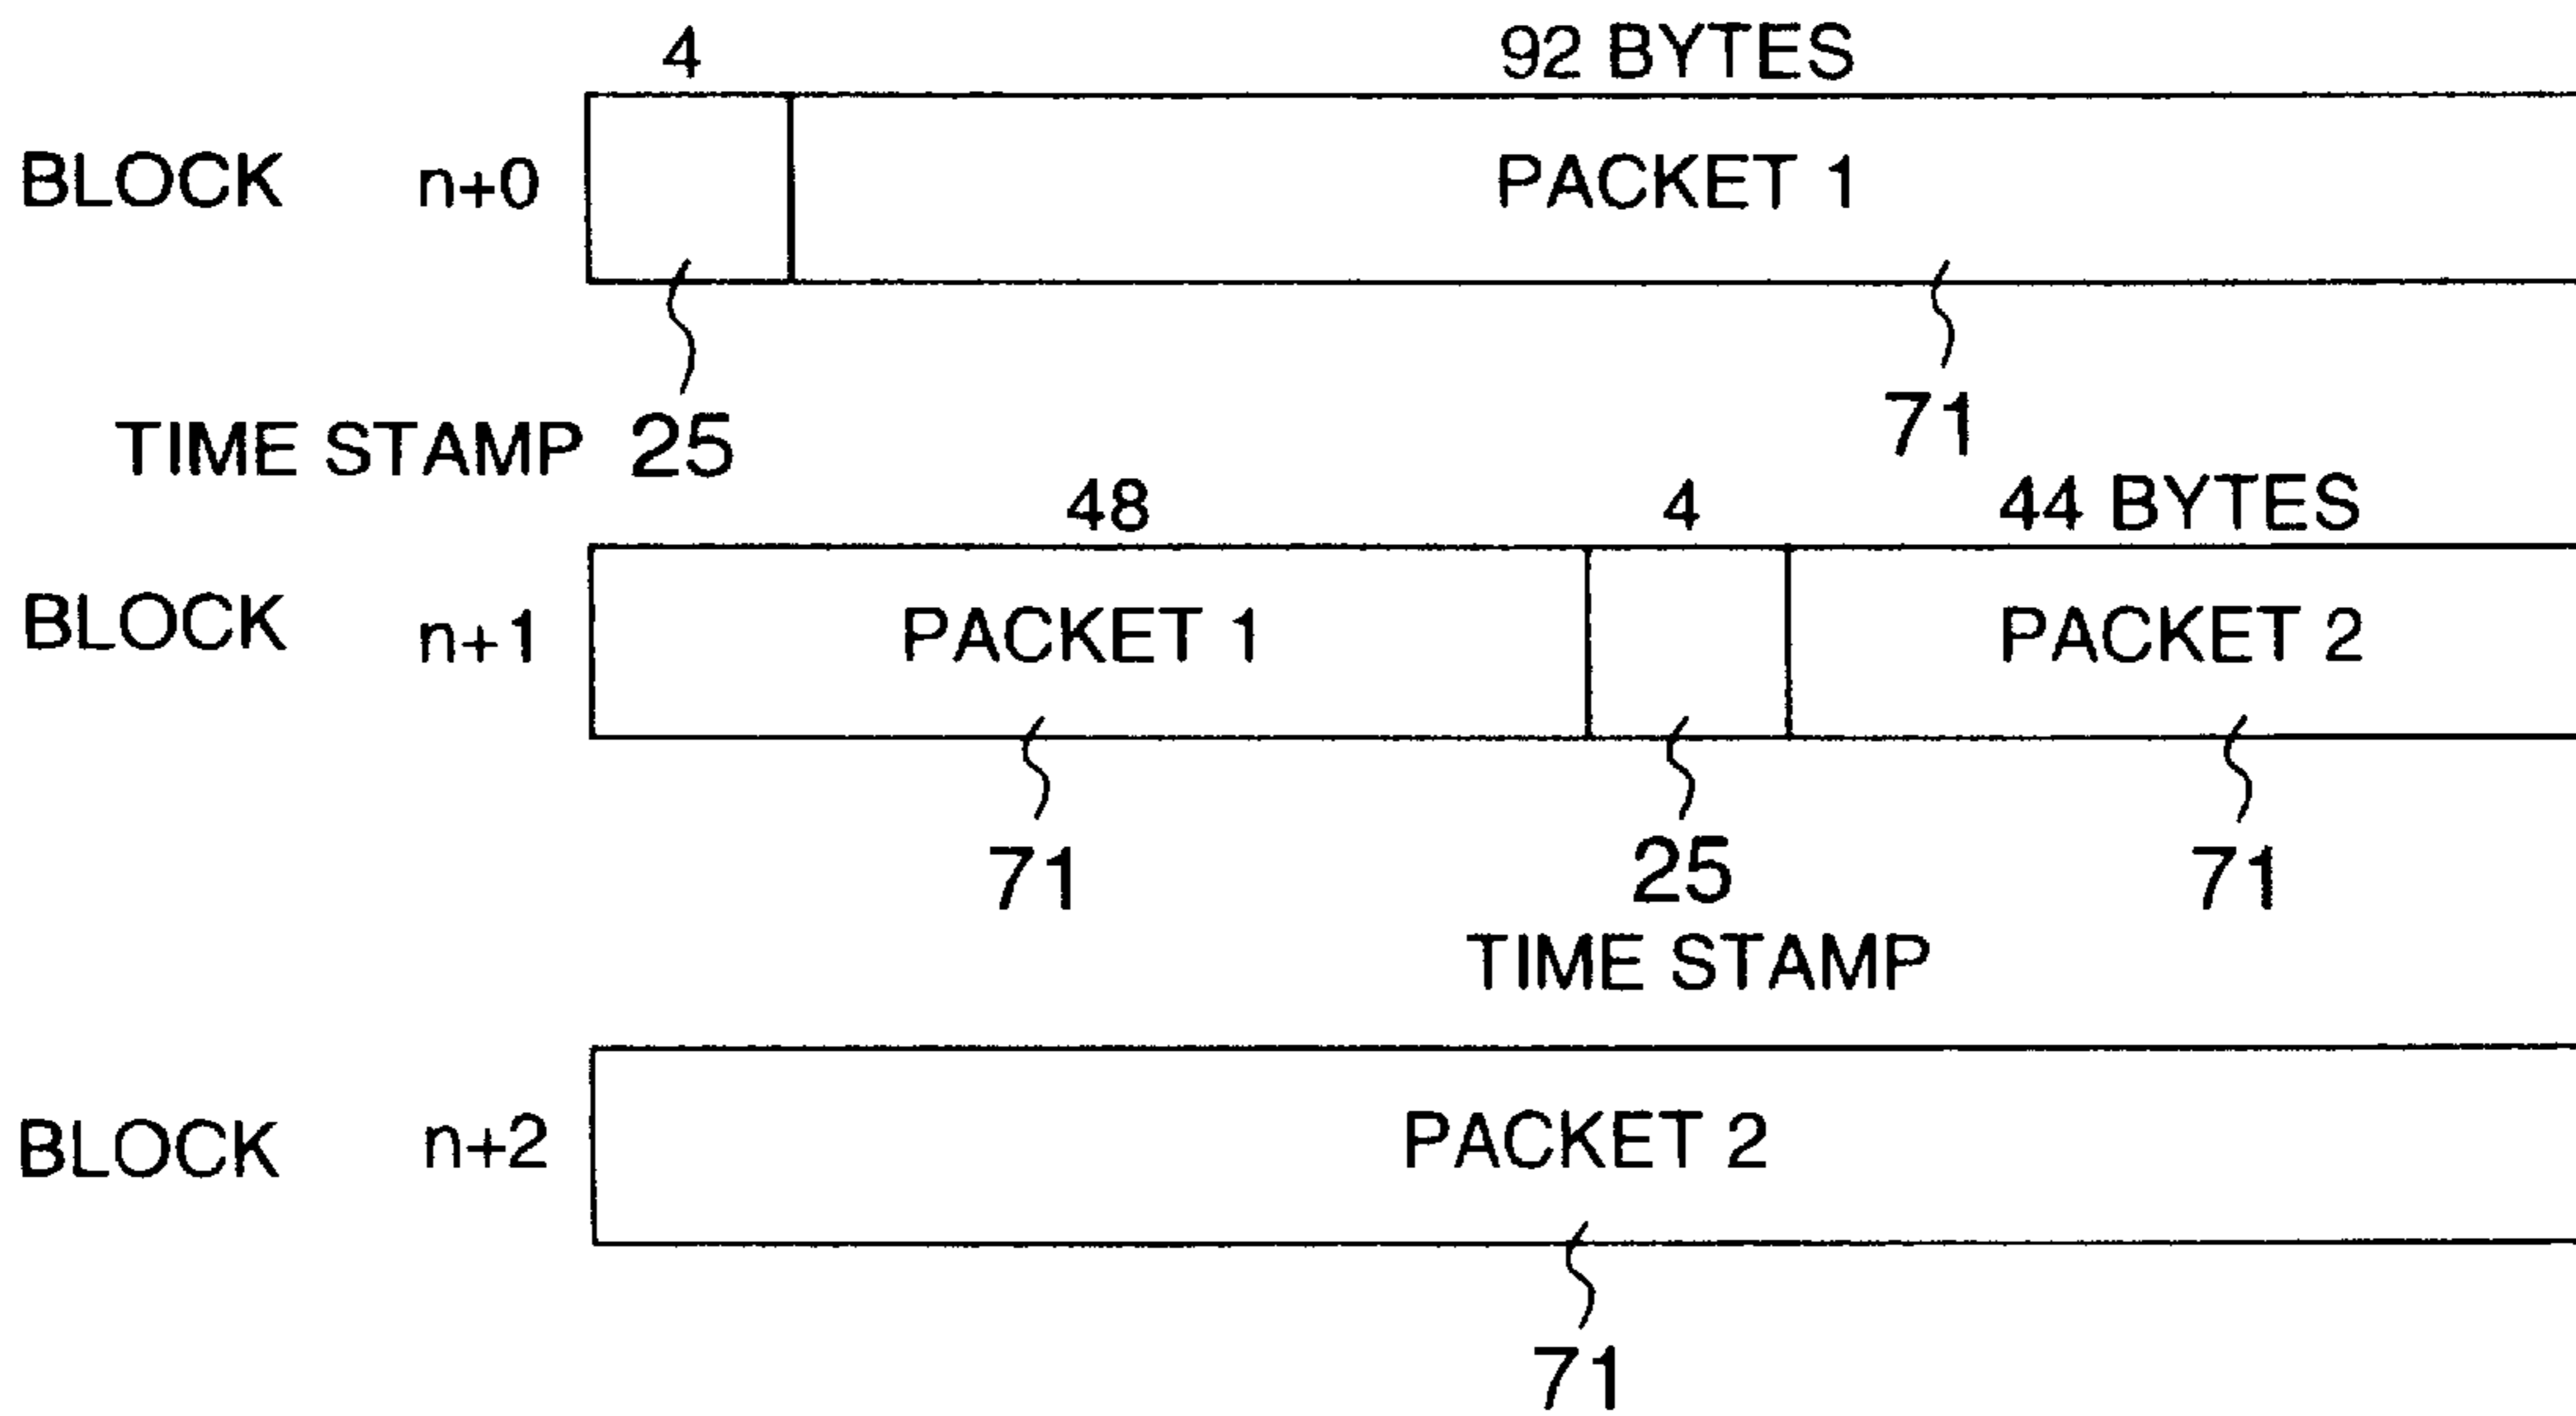 4 92 BYTES
BLOCK n+0 PACKET 1
71
TIME STAMP 25
48 4 44 BYTES
BLOCK n+1 PACKET 1 PACKET 2
71 25 71
TIME STAMP
BLOCK n+2 PACKET 2
71